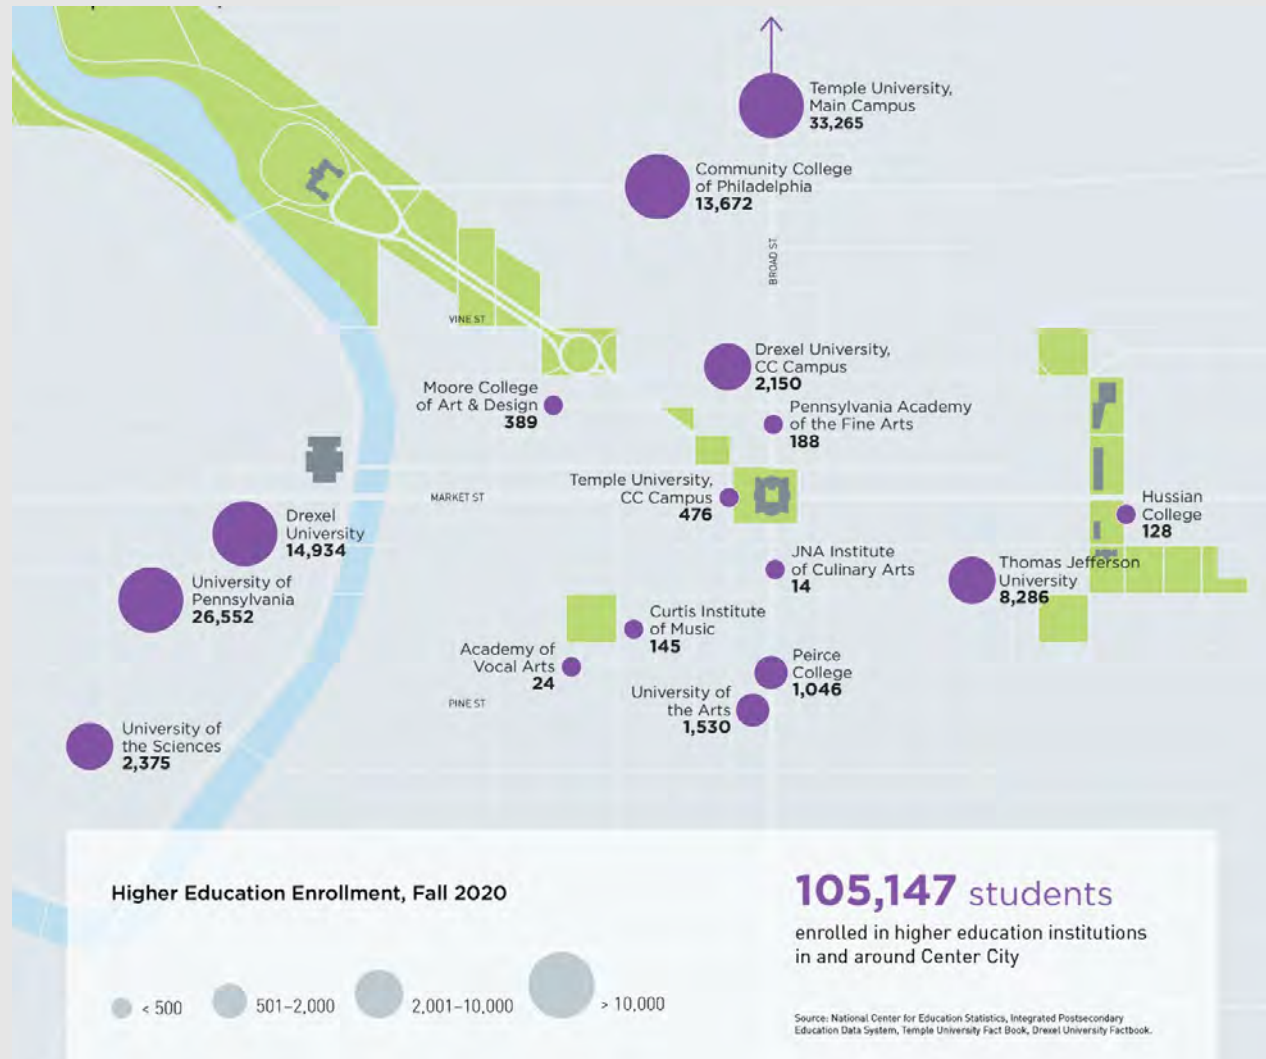 Temple University,
Main Campus
33,265
Community College
of Philadelphia
13,672
BROAD ST.
VINE ST
Drexel University,
CC Campus
2,150
Moore College
of Art & Design
389
Pennsylvania Academy
of the Fine Arts
188
Temple University,
CC Campus
476
MARKET ST
Hussian
College
128
Drexel
University
14,934
JNA Institute
of Culinary Arts
14
Thomas Jefferson
University
8,286
University of
Pennsylvania
26,552
Curtis Institute
of Music
145
Academy of
Vocal Arts
24
Peirce
College
1,046
University of
the Arts
1,530
PINE ST
University of
the Sciences
2,375
Higher Education Enrollment, Fall 2020
< 500
501–2,000
2,001–10,000
> 10,000
105,147 students
enrolled in higher education institutions
in and around Center City
Source: National Center for Education Statistics, Integrated Postsecondary
Education Data System, Temple University Fact Book, Drexel University Factbook.